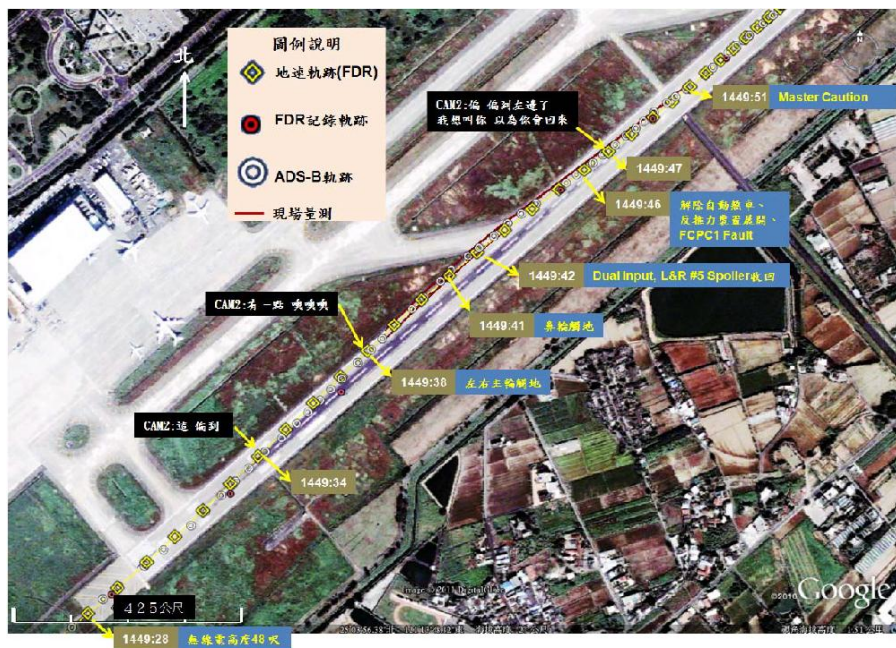 北
圖例說明
地速軌跡(FDR)
FDR記錄軌跡
ADS-B軌跡
現場量測
1449:51 Master Caution
CAM2:偏 偏到左邊了
我想叫你 以為你會回來
1449:47
1449:46 解除自動煞車、
反推力裝置展開、
FCPC1 Fault
1449:42 Dual Input, L&R #5 Spoiler收回
1449:41 鼻輪觸地
CAM2:有一點 噢噢噢
1449:38 左右主輪觸地
CAM2:這 偏到
1449:34
425公尺
1449:28 無線電高度48呎
Google